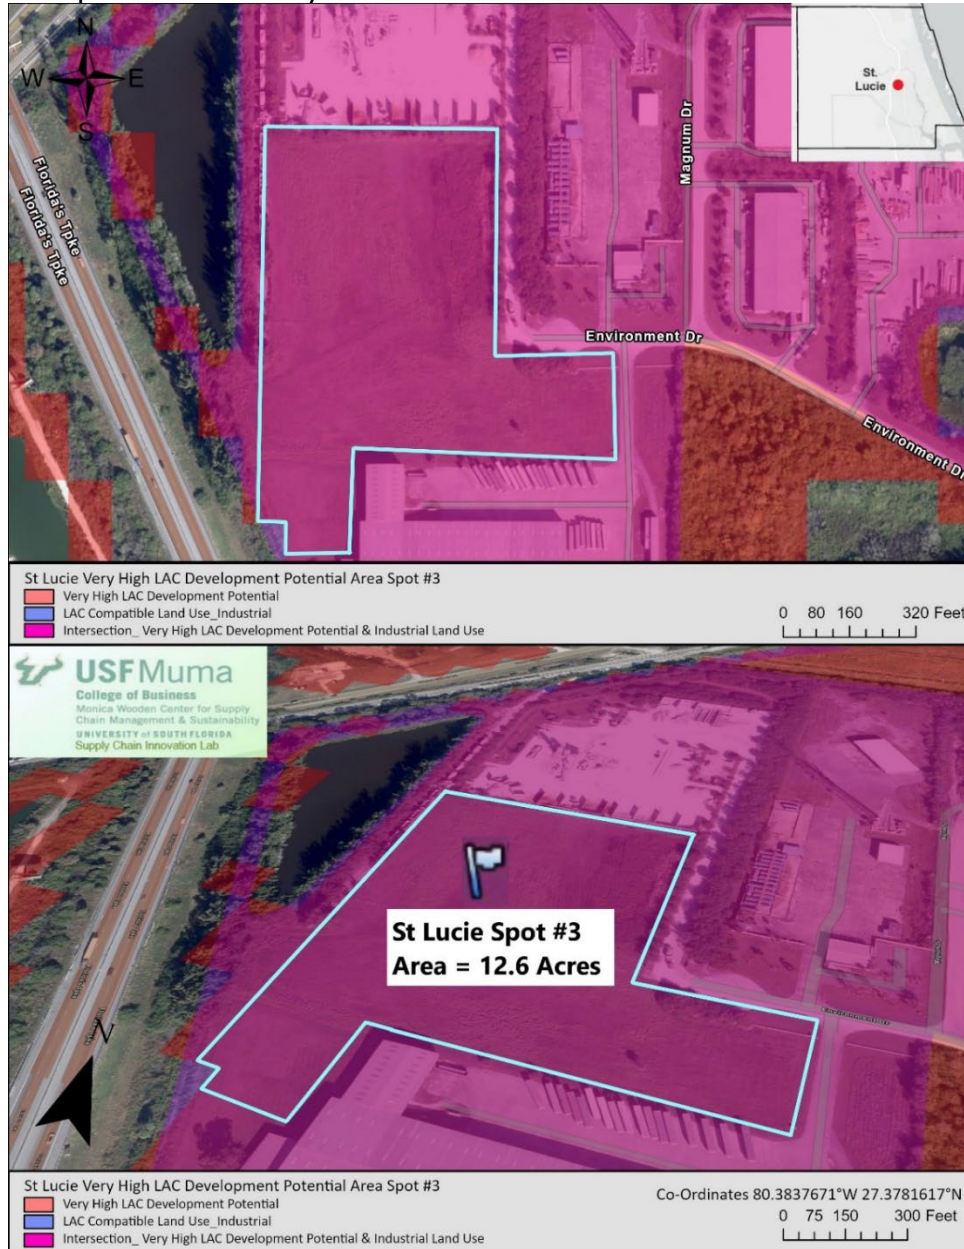 N
W
E
S
St.
Lucie
Florida's Tpke
Florida's Tpke
Magnum Dr
Environment Dr
Environment Dr
St Lucie Very High LAC Development Potential Area Spot #3
Very High LAC Development Potential
LAC Compatible Land Use_Industrial
Intersection_ Very High LAC Development Potential & Industrial Land Use
0 80 160 320 Feet
USF Muma
College of Business
Monica Wooden Center for Supply
Chain Management & Sustainability
UNIVERSITY of SOUTH FLORIDA
Supply Chain Innovation Lab
St Lucie Spot #3
Area = 12.6 Acres
Environment Dr
N
St Lucie Very High LAC Development Potential Area Spot #3
Very High LAC Development Potential
LAC Compatible Land Use_Industrial
Intersection_ Very High LAC Development Potential & Industrial Land Use
Co-Ordinates 80.3837671°W 27.3781617°N
0 75 150 300 Feet